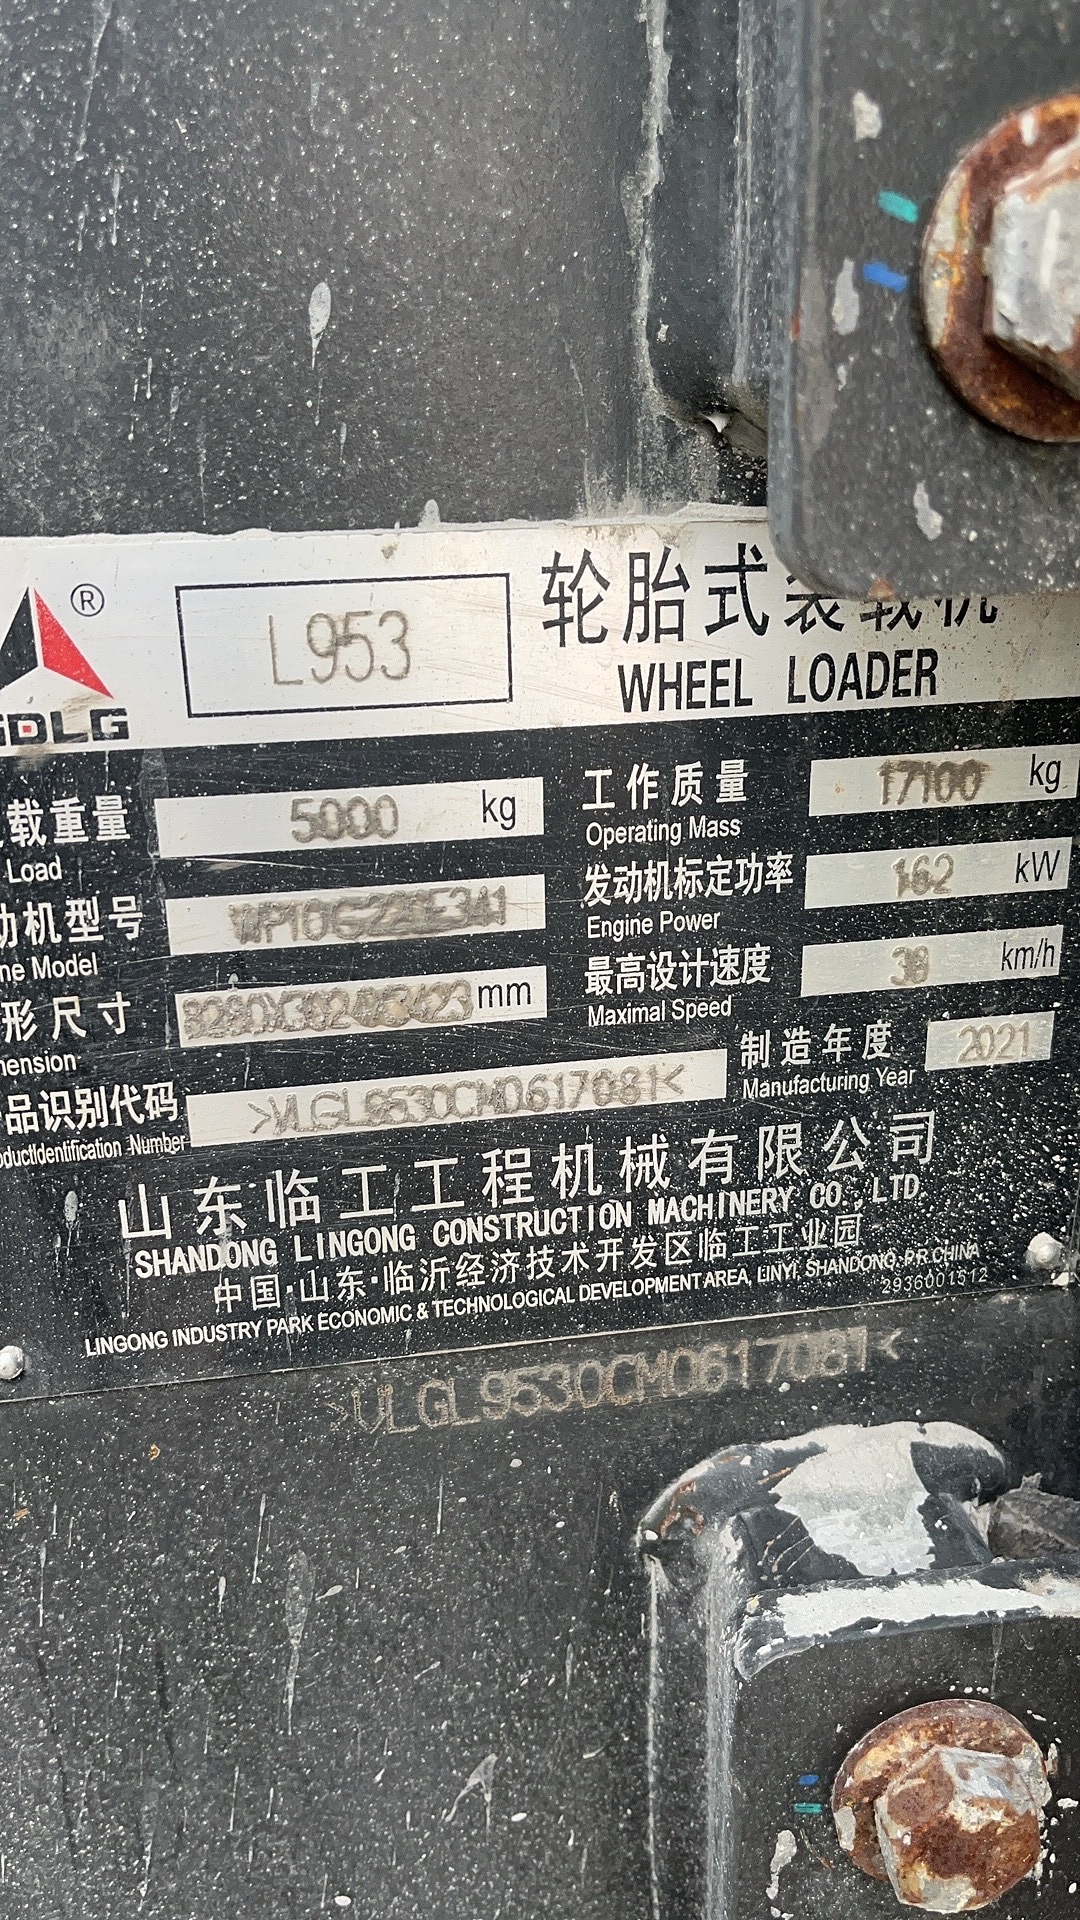 ®
L953
轮胎式装载机
WHEEL LOADER
SDLG
载重量 5000 kg
Load
工作质量 17100 kg
Operating Mass
动机型号 WP10G220E341
ne Model
发动机标定功率 162 kW
Engine Power
形尺寸 mm
mension
最高设计速度 38 km/h
Maximal Speed
制造年度 2021
Manufacturing Year
品识别代码 >VLGL9530CM0617081<
oductIdentification Number
山东临工工程机械有限公司
SHANDONG LINGONG CONSTRUCTION MACHINERY CO., LTD
中国·山东·临沂经济技术开发区临工工业园
LINGONG INDUSTRY PARK ECONOMIC & TECHNOLOGICAL DEVELOPMENT AREA, LINYI, SHANDONG, P.R.CHINA
2936001512
>VLGL9530CM0617081<